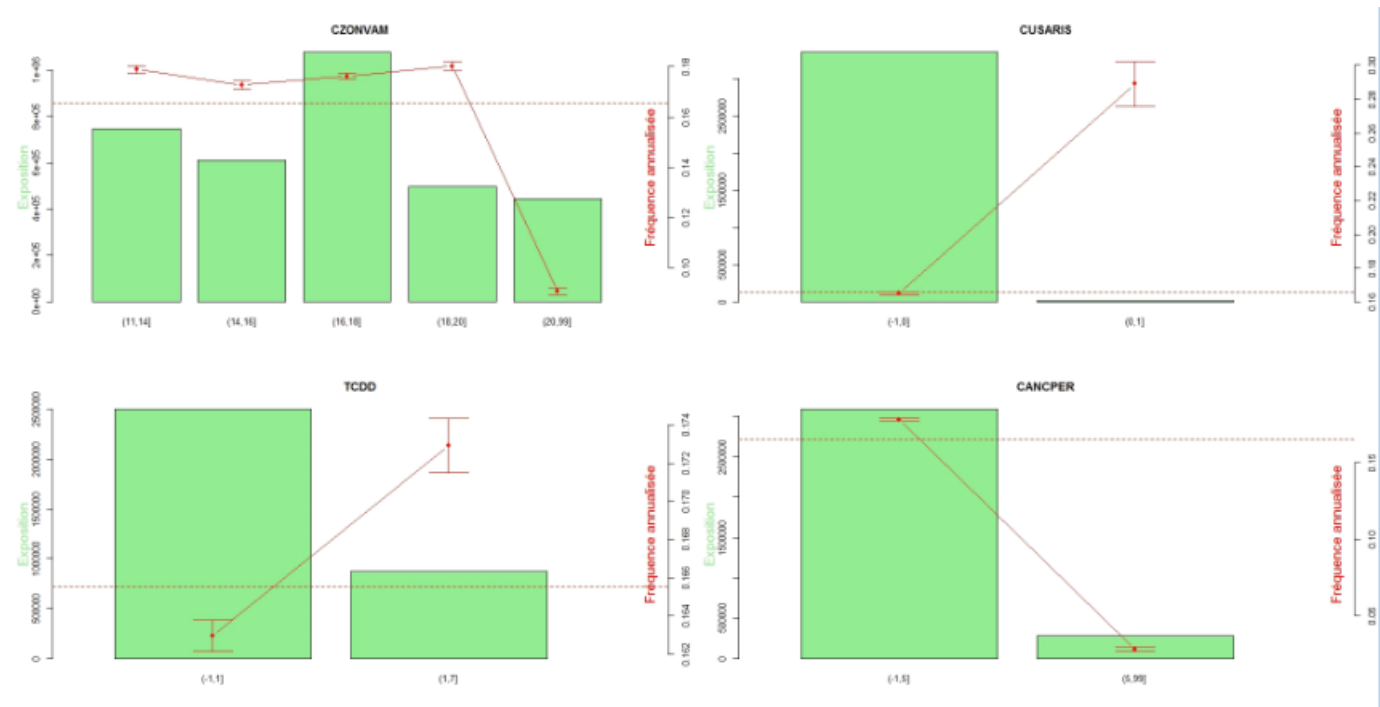 CZONVAM
Exposition
0e+00 2e+05 4e+05 6e+05 8e+05 1e+06
Fréquence annualisée
0.10 0.12 0.14 0.16 0.18
(11,14] (14,16] (16,18] (18,20] (20,99]
CUSARIS
Exposition
0 500000 1500000 2500000
Fréquence annualisée
0.16 0.18 0.20 0.22 0.24 0.26 0.28 0.30
(-1,0] (0,1]
TCDD
Exposition
0 500000 1000000 1500000 2000000 2500000
Fréquence annualisée
0.162 0.164 0.166 0.168 0.170 0.172 0.174
(-1,1] (1,7]
CANCPER
Exposition
0 500000 1500000 2500000
Fréquence annualisée
0.05 0.10 0.15
(-1,5] (5,99]